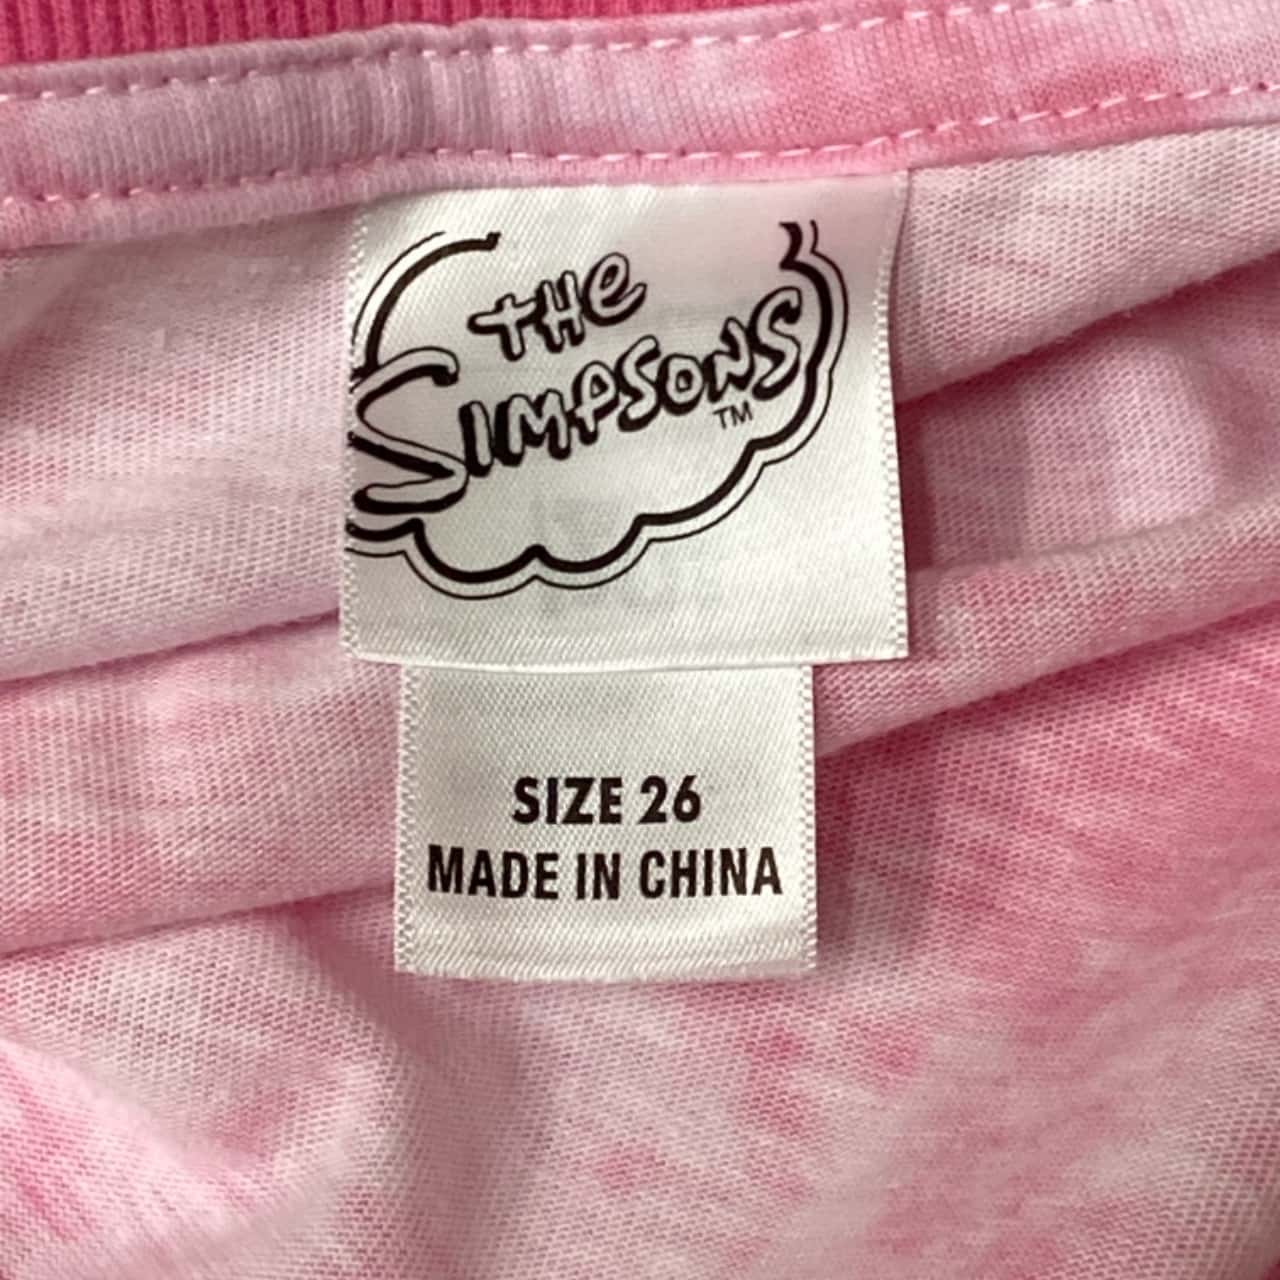 THe
SIMPSONS
TM
SIZE 26
MADE IN CHINA